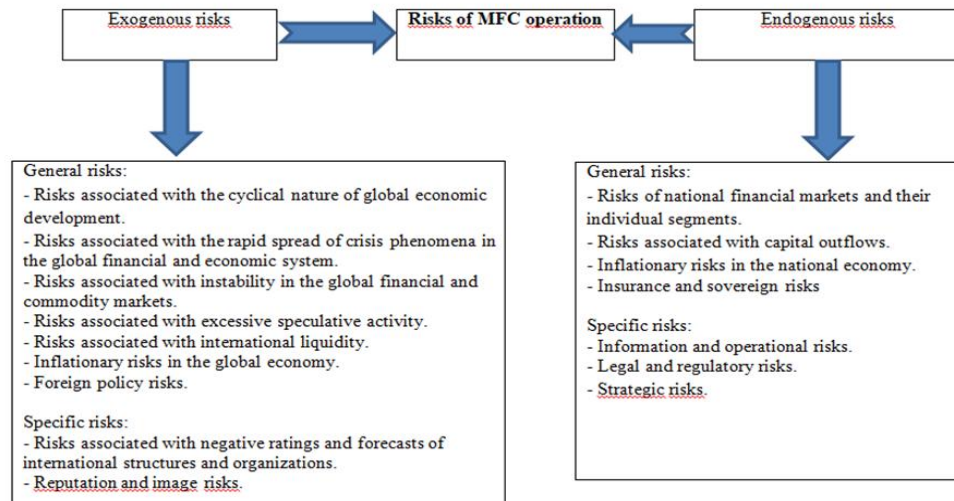 Exogenous risks
Risks of MFC operation
Endogenous risks
General risks:
- Risks associated with the cyclical nature of global economic
development.
- Risks associated with the rapid spread of crisis phenomena in
the global financial and economic system.
- Risks associated with instability in the global financial and
commodity markets.
- Risks associated with excessive speculative activity.
- Risks associated with international liquidity.
- Inflationary risks in the global economy.
- Foreign policy risks.
Specific risks:
- Risks associated with negative ratings and forecasts of
international structures and organizations.
- Reputation and image risks.
General risks:
- Risks of national financial markets and their
individual segments.
- Risks associated with capital outflows.
- Inflationary risks in the national economy.
- Insurance and sovereign risks
Specific risks:
- Information and operational risks.
- Legal and regulatory risks.
- Strategic risks.